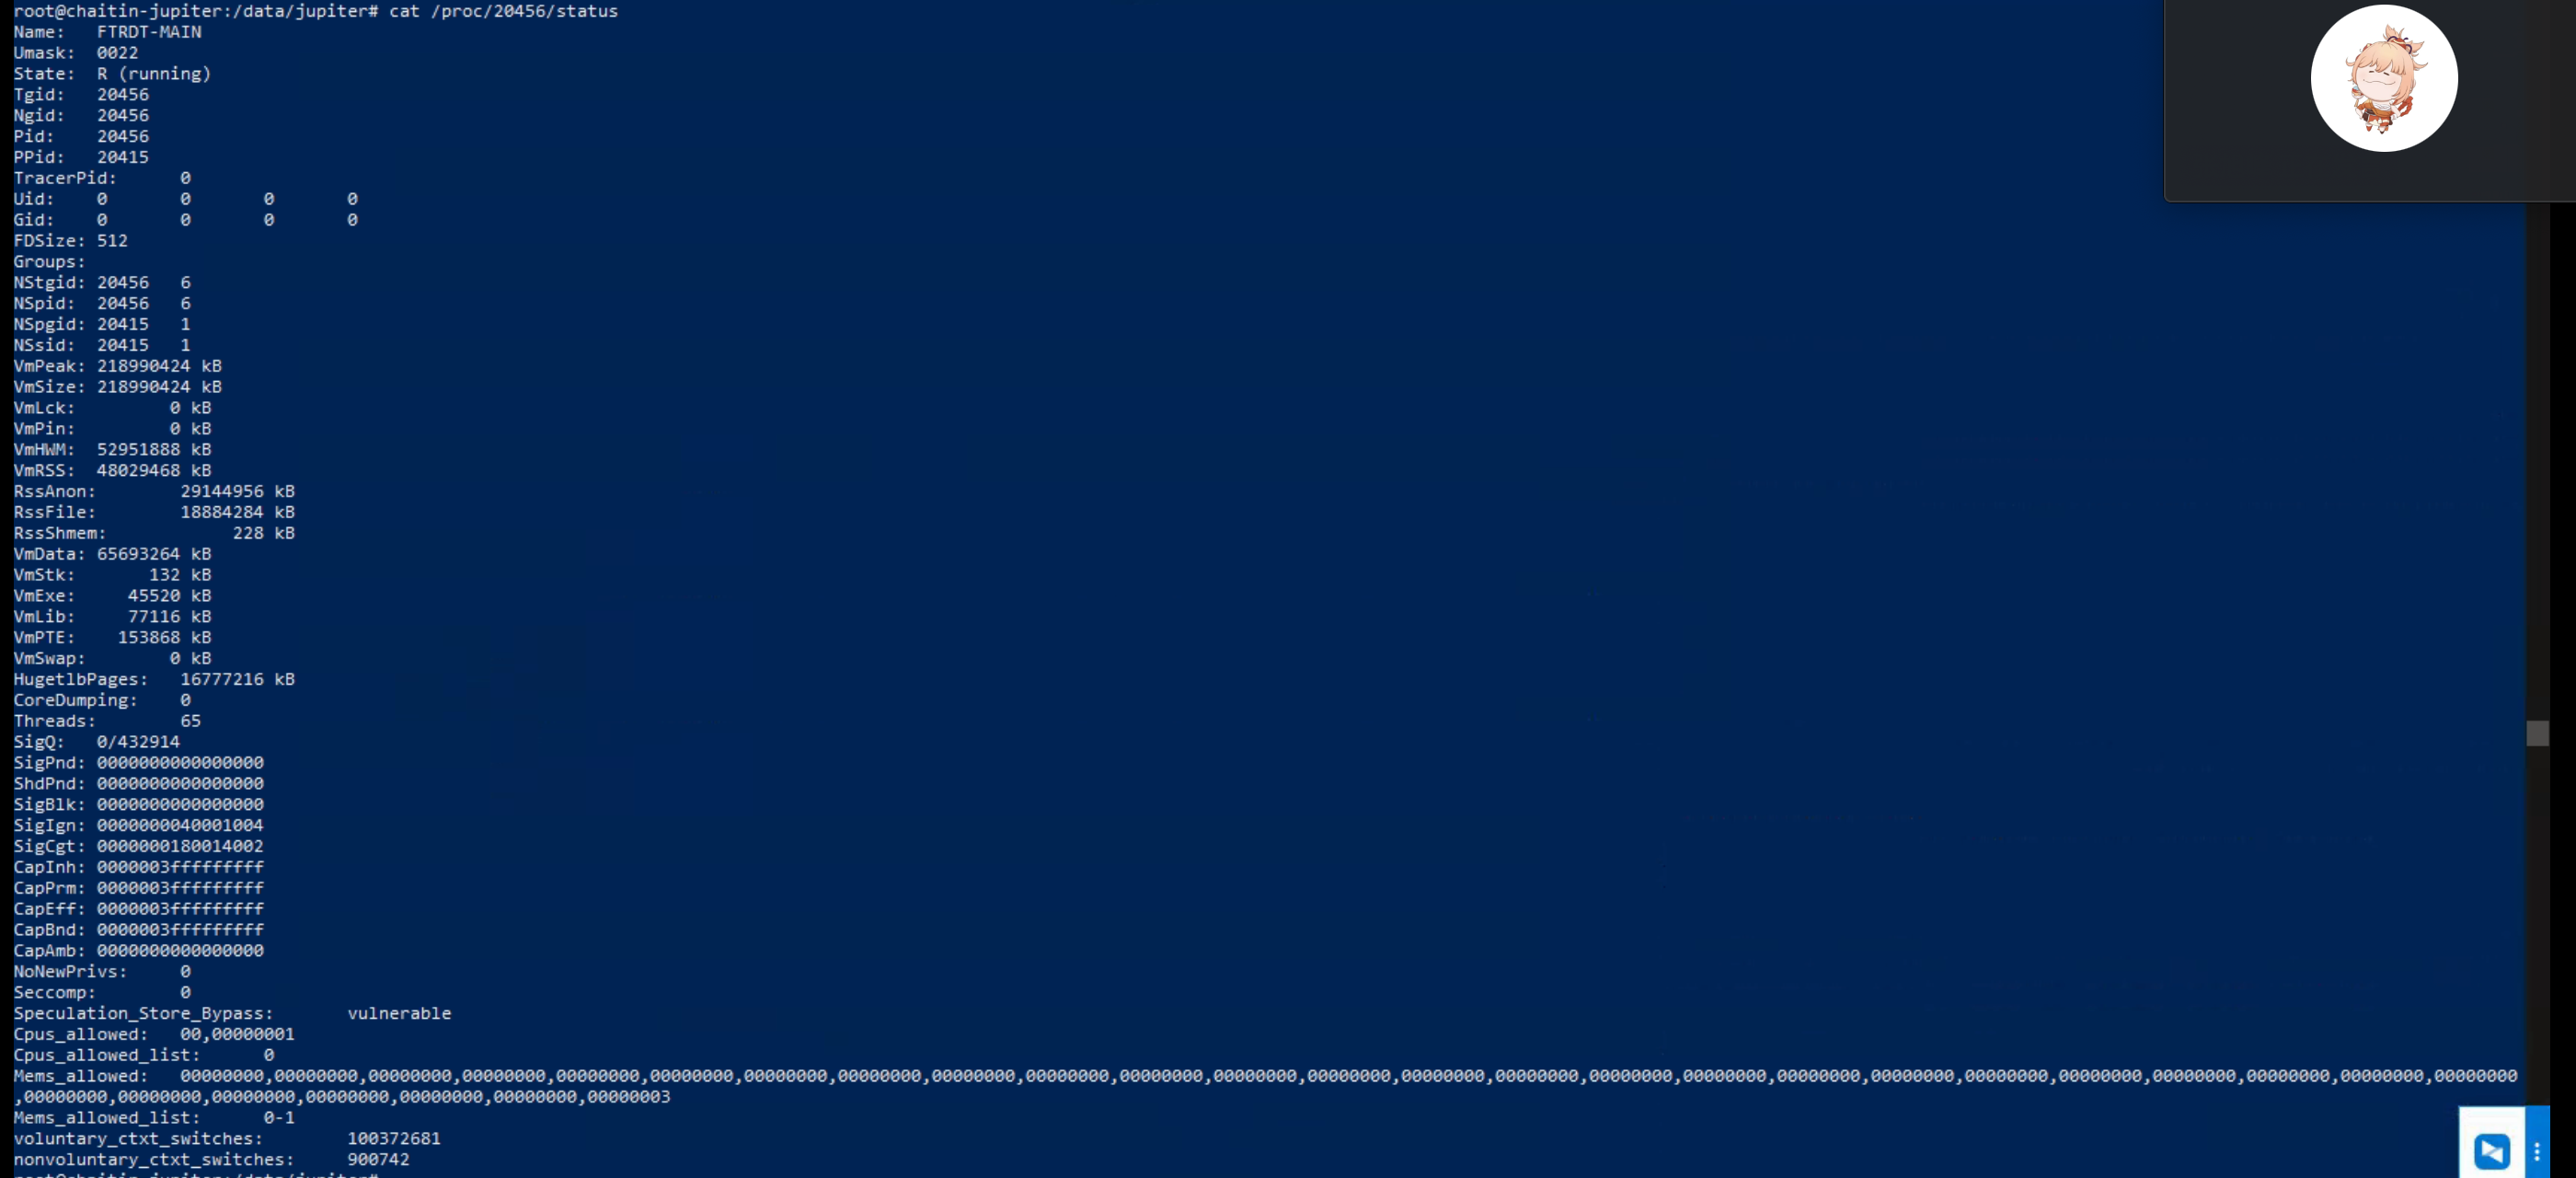 root@chaitin-jupiter:/data/jupiter# cat /proc/20456/status
Name:	FTRDT-MAIN
Umask:	0022
State:	R (running)
Tgid:	20456
Ngid:	20456
Pid:	20456
PPid:	20415
TracerPid:	0
Uid:	0	0	0	0
Gid:	0	0	0	0
FDSize:	512
Groups:
NStgid:	20456	6
NSpid:	20456	6
NSpgid:	20415	1
NSsid:	20415	1
VmPeak:	218990424 kB
VmSize:	218990424 kB
VmLck:	0 kB
VmPin:	0 kB
VmHWM:	52951888 kB
VmRSS:	48029468 kB
RssAnon:	29144956 kB
RssFile:	18884284 kB
RssShmem:	228 kB
VmData:	65693264 kB
VmStk:	132 kB
VmExe:	45520 kB
VmLib:	77116 kB
VmPTE:	153868 kB
VmSwap:	0 kB
HugetlbPages:	16777216 kB
CoreDumping:	0
Threads:	65
SigQ:	0/432914
SigPnd:	0000000000000000
ShdPnd:	0000000000000000
SigBlk:	0000000000000000
SigIgn:	0000000040001004
SigCgt:	0000000180014002
CapInh:	0000003fffffffff
CapPrm:	0000003fffffffff
CapEff:	0000003fffffffff
CapBnd:	0000003fffffffff
CapAmb:	0000000000000000
NoNewPrivs:	0
Seccomp:	0
Speculation_Store_Bypass:	vulnerable
Cpus_allowed:	00,00000001
Cpus_allowed_list:	0
Mems_allowed:	00000000,00000000,00000000,00000000,00000000,00000000,00000000,00000000,00000000,00000000,00000000,00000000,00000000,00000000,00000000,00000000,00000000,00000000,00000000,00000000,00000000,00000000,00000000,00000000,00000000
,00000000,00000000,00000000,00000000,00000000,00000000,00000003
Mems_allowed_list:	0-1
voluntary_ctxt_switches:	100372681
nonvoluntary_ctxt_switches:	900742
root@chaitin-jupiter:/data/jupiter#